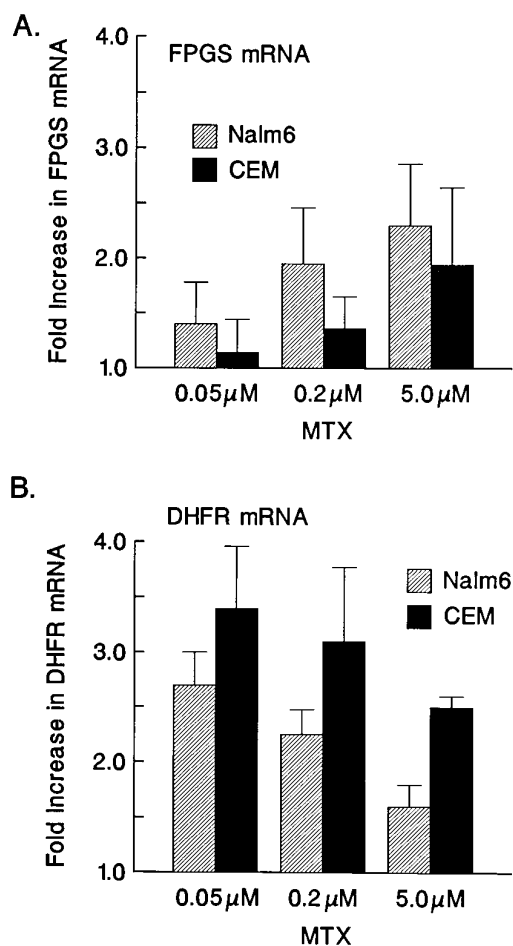 A.
FPGS mRNA
Fold Increase in FPGS mRNA
4.0
3.0
2.0
1.0
Nalm6
CEM
0.05μM 0.2μM 5.0μM
MTX
B.
DHFR mRNA
Fold Increase in DHFR mRNA
4.0
3.0
2.0
1.0
Nalm6
CEM
0.05μM 0.2μM 5.0μM
MTX